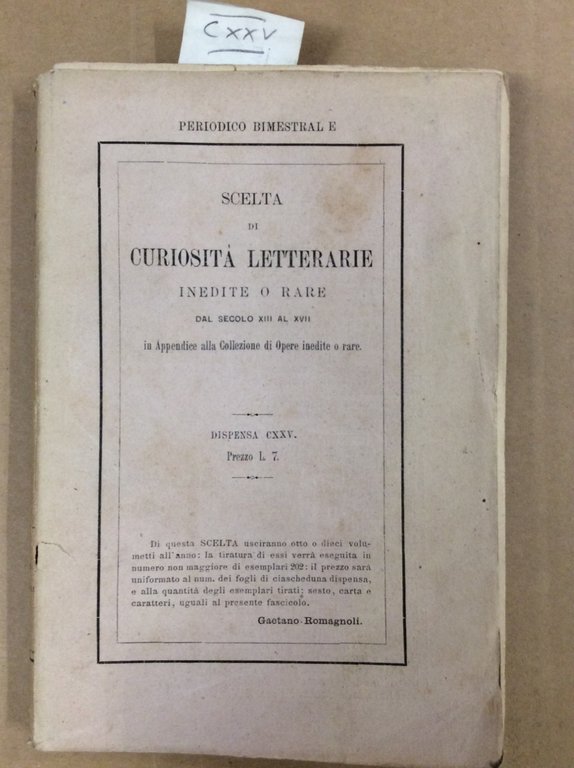 CXXV
PERIODICO BIMESTRALE
SCELTA
DI
CURIOSITÀ LETTERARIE
INEDITE O RARE
DAL SECOLO XIII AL XVII
in Appendice alla Collezione di Opere inedite o rare.
DISPENSA CXXV.
Prezzo L. 7.
Di questa SCELTA usciranno otto o dieci volu-
metti all'anno: la tiratura di essi verrà eseguita in
numero non maggiore di esemplari 202: il prezzo sarà
uniformato al num. dei fogli di ciascheduna dispensa,
e alla quantità degli esemplari tirati; sesto, carta e
caratteri, uguali al presente fascicolo.
Gaetano Romagnoli.